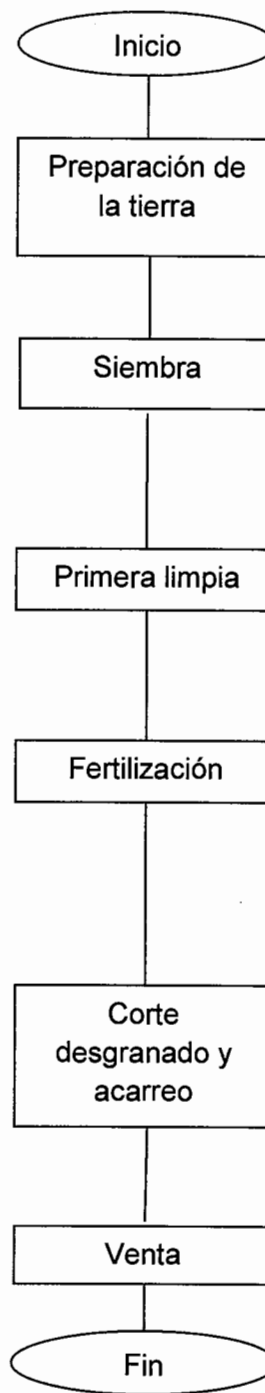 Inicio
Preparación de
la tierra
Siembra
Primera limpia
Fertilización
Corte
desgranado y
acarreo
Venta
Fin